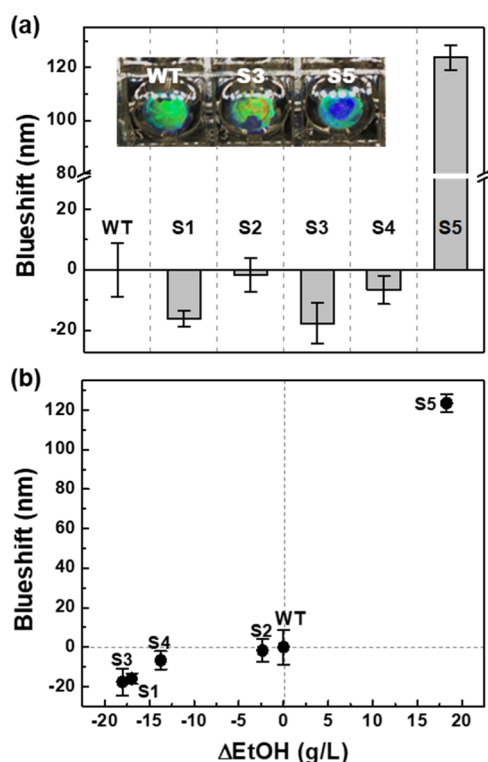 (a)
Blueshift (nm)
120
100
80
20
0
-20
WT S3 S5
WT S1 S2 S3 S4 S5
(b)
Blueshift (nm)
120
100
80
60
40
20
0
-20
S5
WT
S2
S4
S3
S1
-20 -15 -10 -5 0 5 10 15 20
ΔEtOH (g/L)